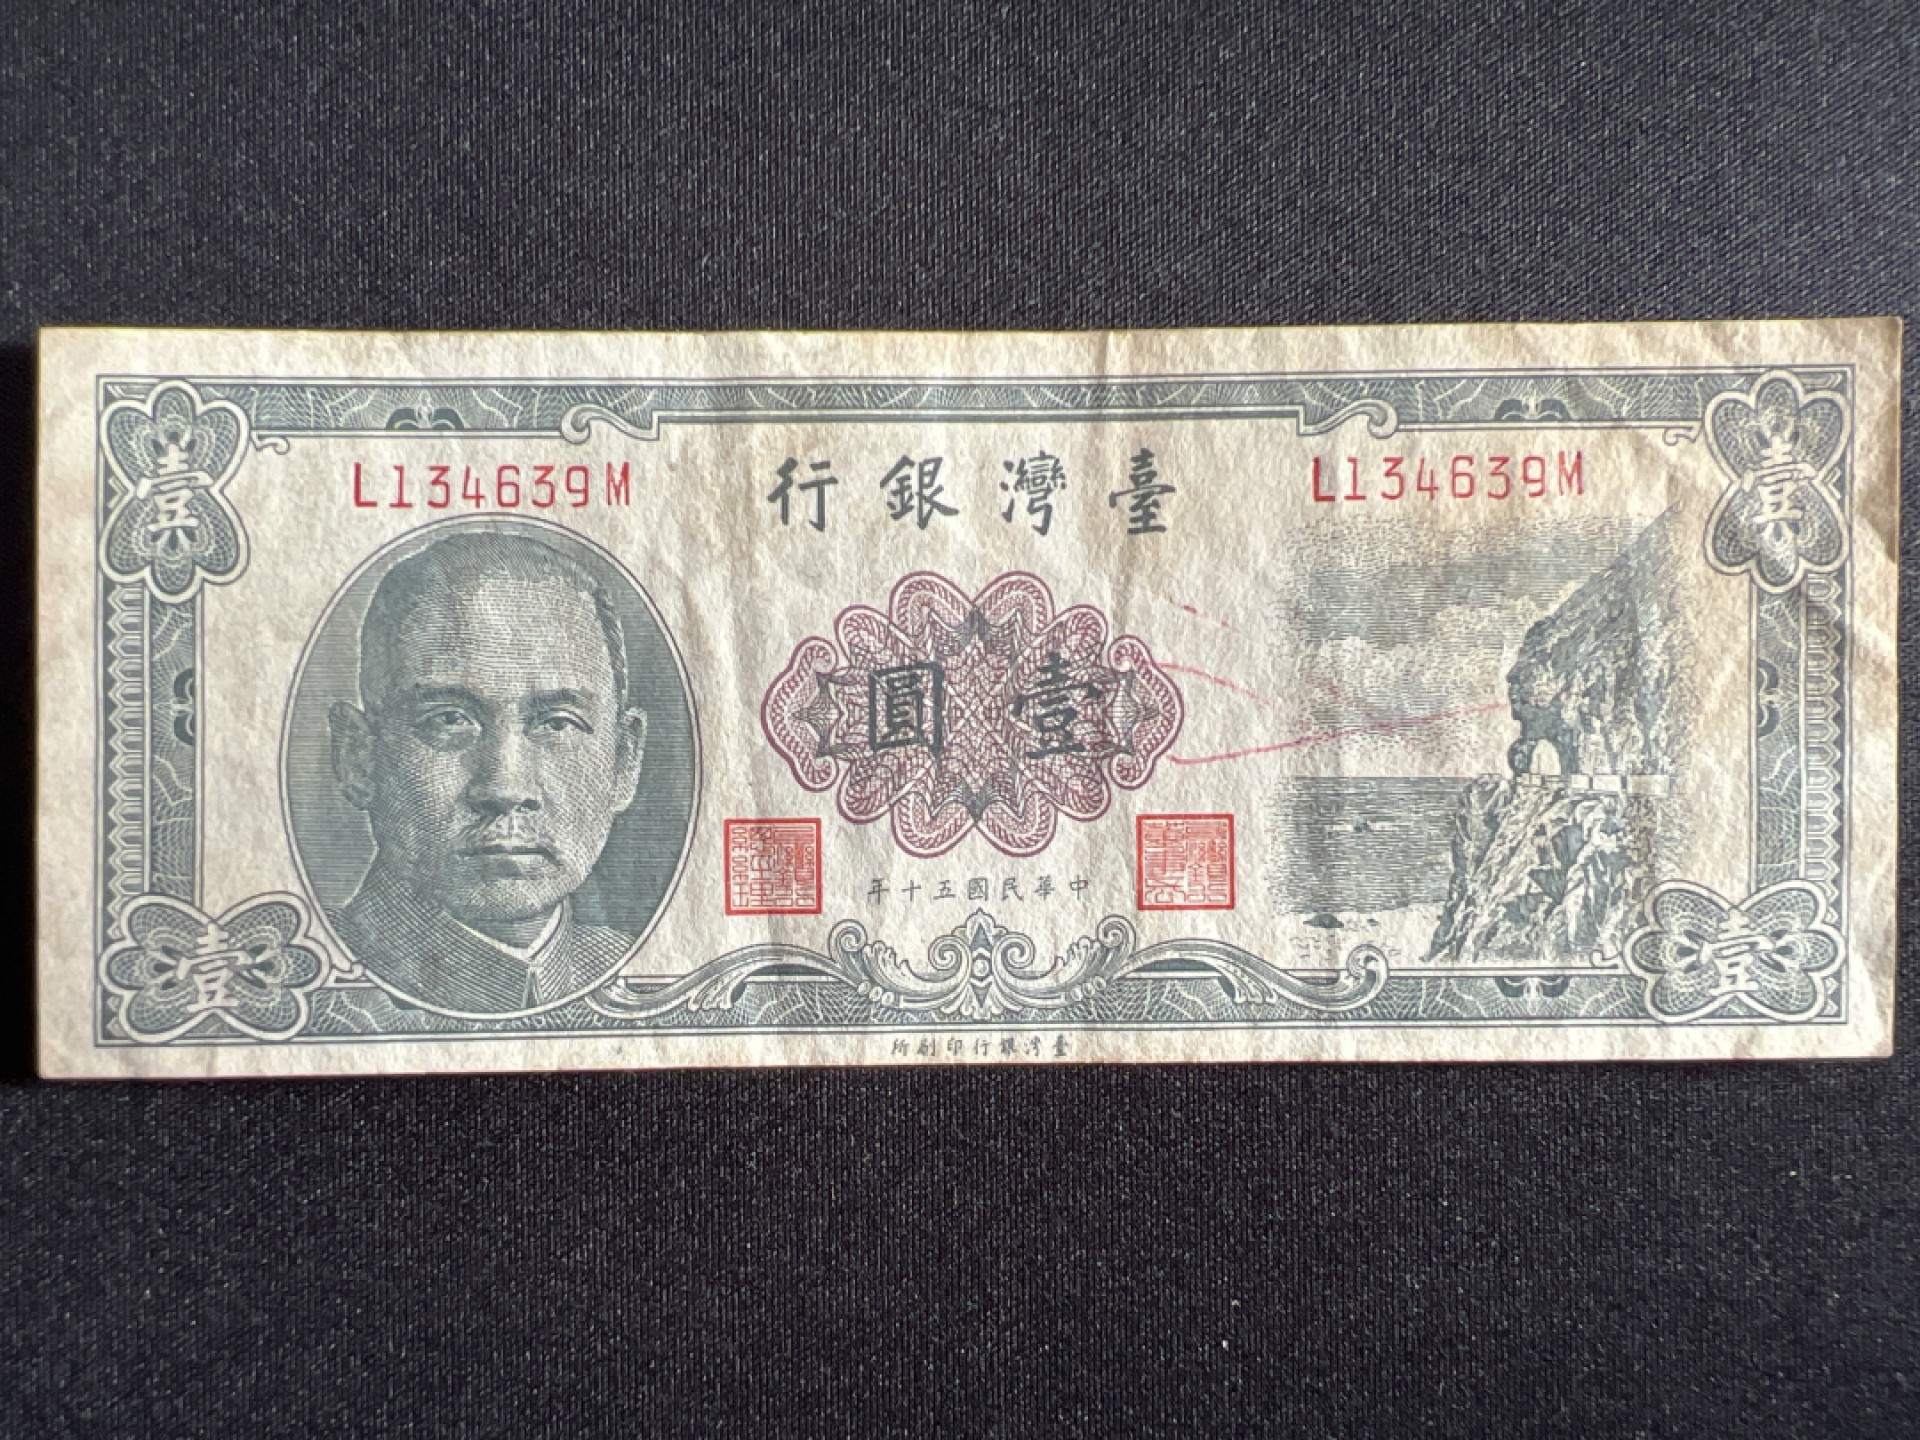 壹
壹
L134639M
臺灣銀行
L134639M
壹圓
中華民國五十年
壹
壹
臺灣銀行印刷所